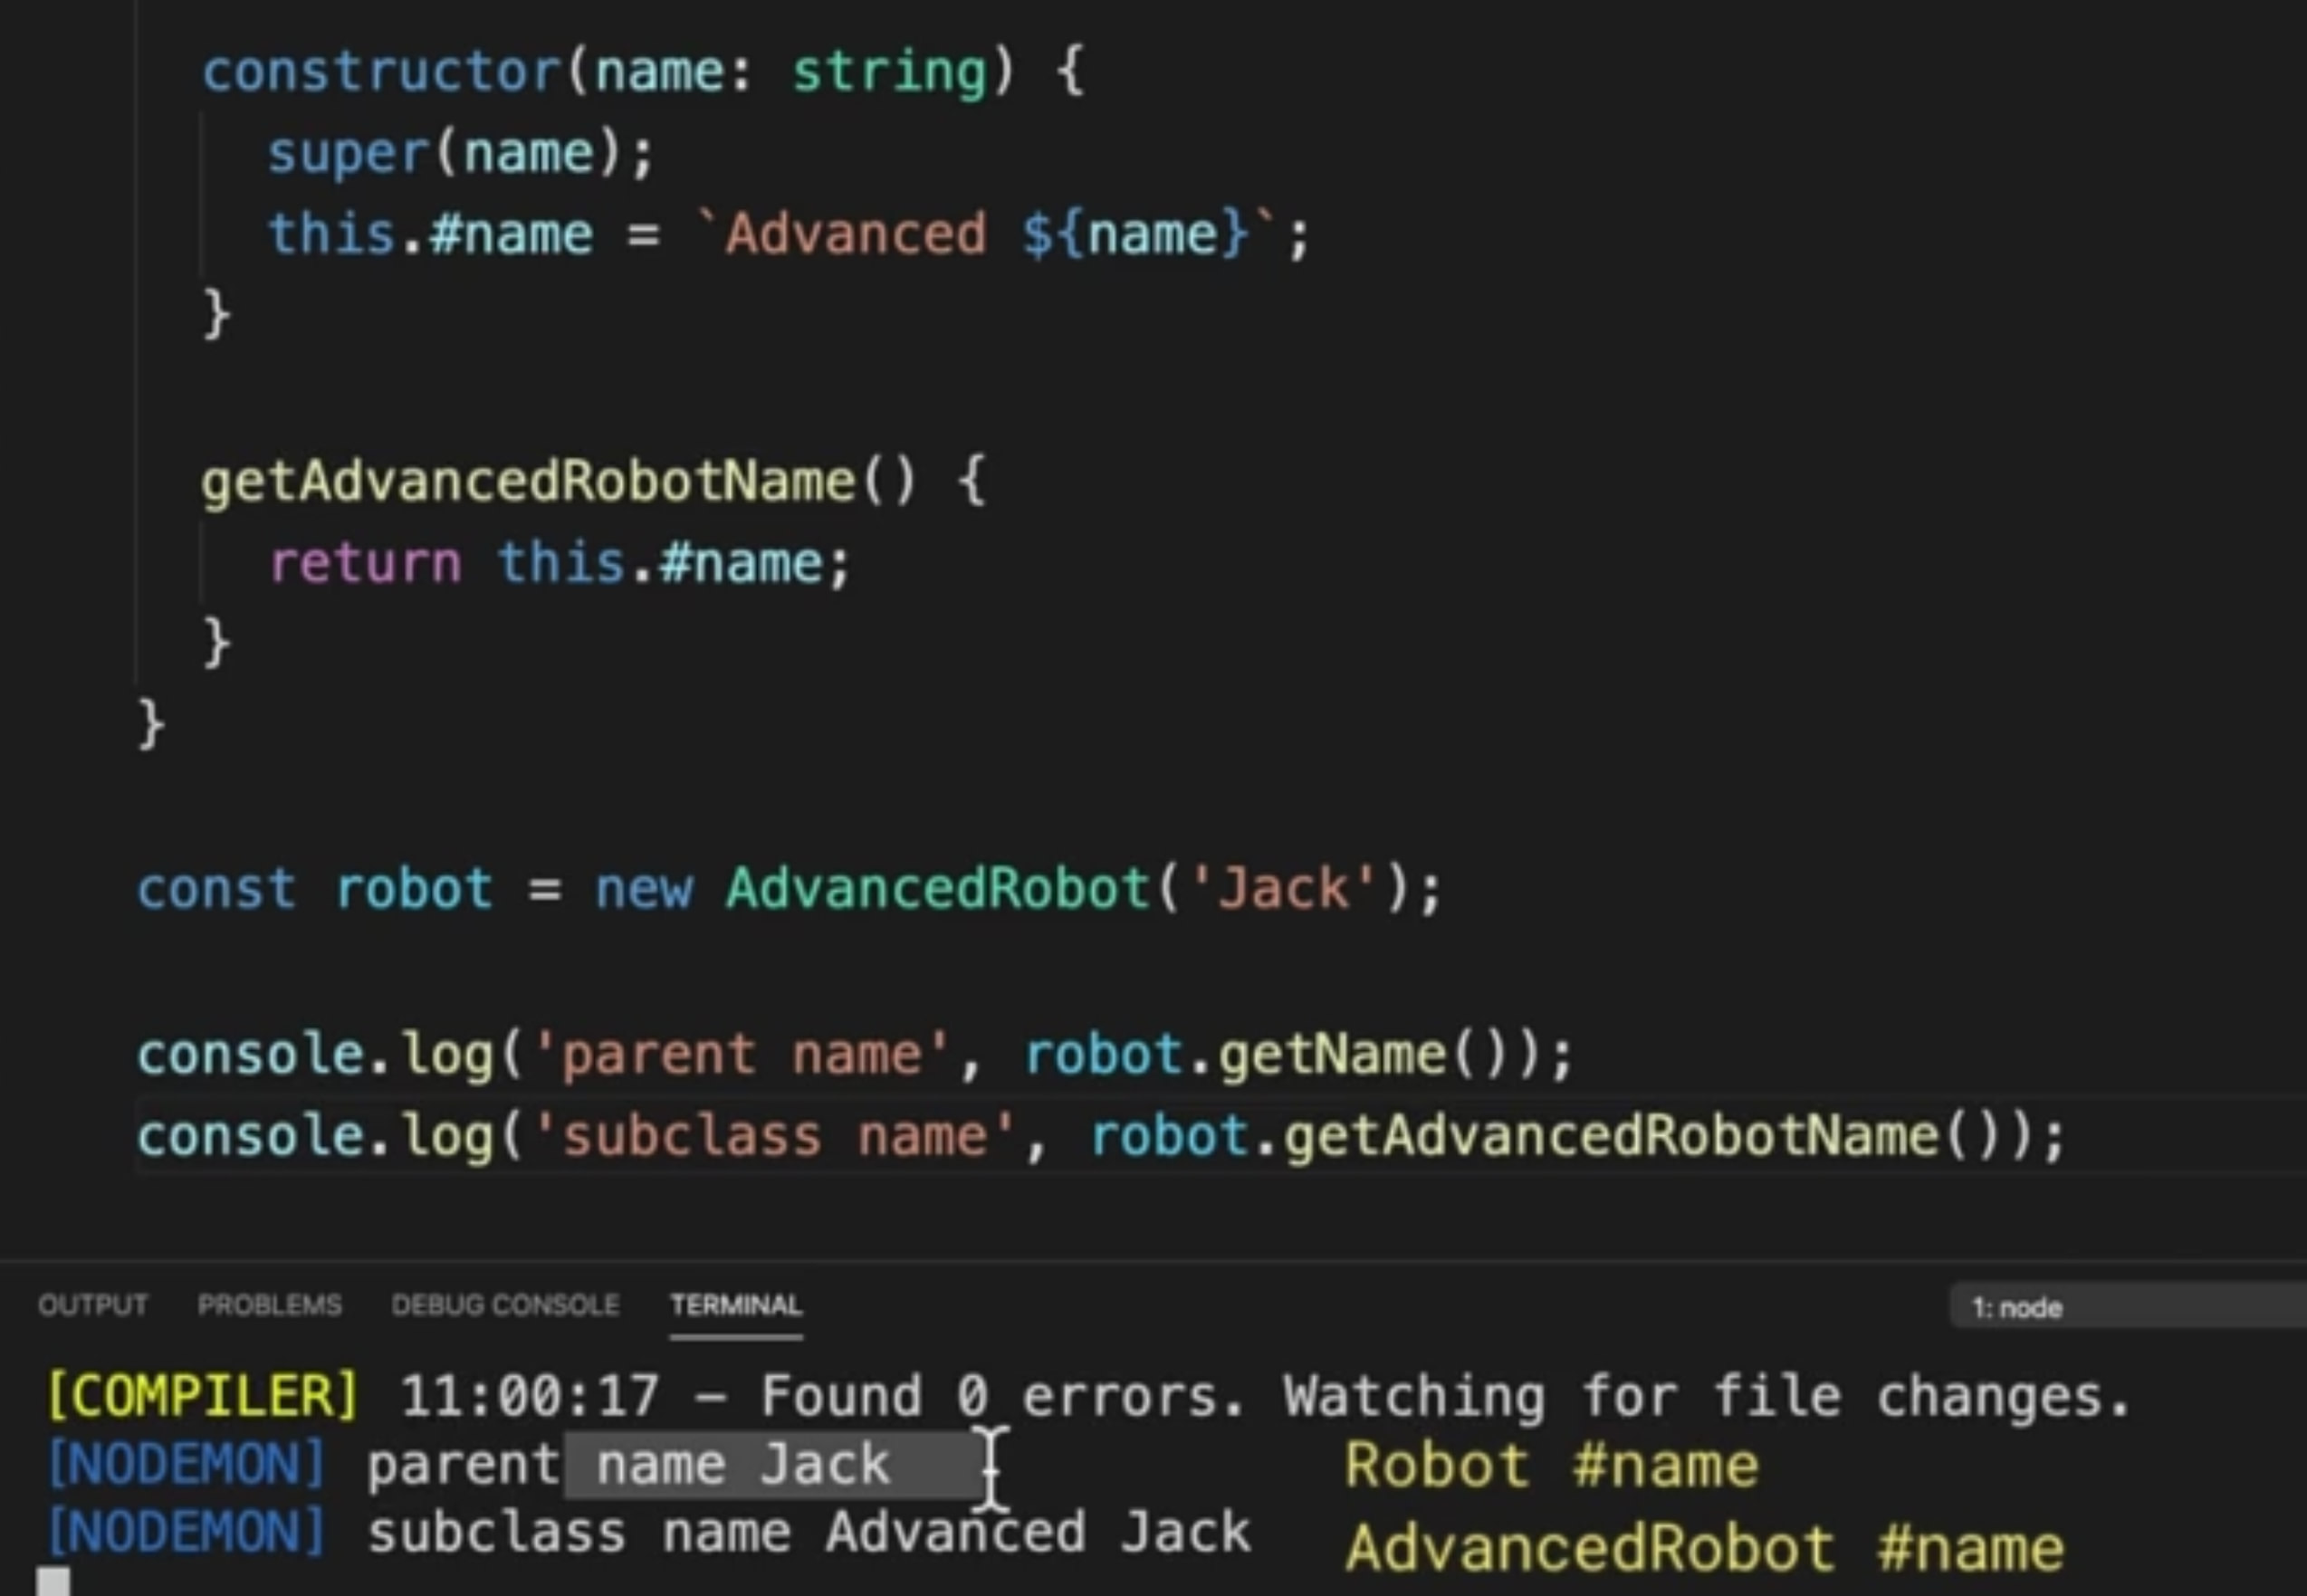 constructor(name: string) {
super(name);
this.#name = `Advanced ${name}`;
}
getAdvancedRobotName() {
return this.#name;
}
}
const robot = new AdvancedRobot('Jack');
console.log('parent name', robot.getName());
console.log('subclass name', robot.getAdvancedRobotName());
OUTPUT PROBLEMS DEBUG CONSOLE TERMINAL 1: node
[COMPILER] 11:00:17 – Found 0 errors. Watching for file changes.
[NODEMON] parent name Jack Robot #name
[NODEMON] subclass name Advanced Jack AdvancedRobot #name